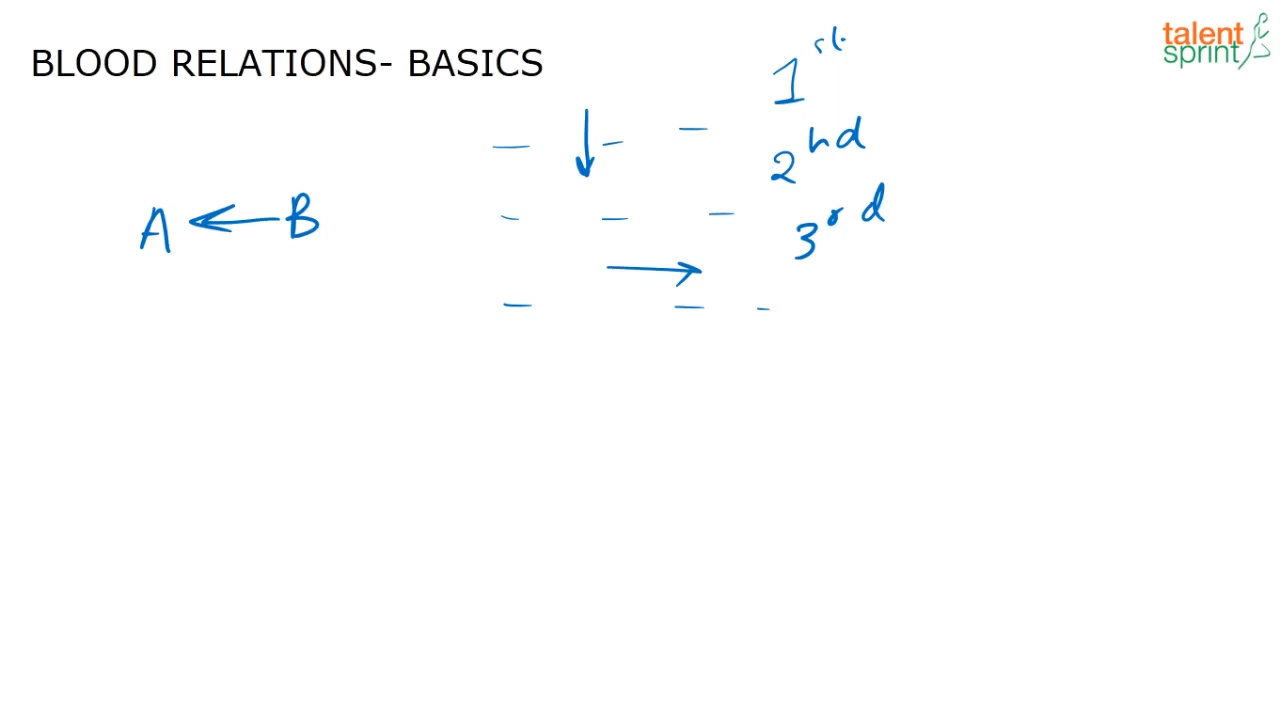 BLOOD RELATIONS- BASICS
talent
sprint
1st
2nd
3rd
A B